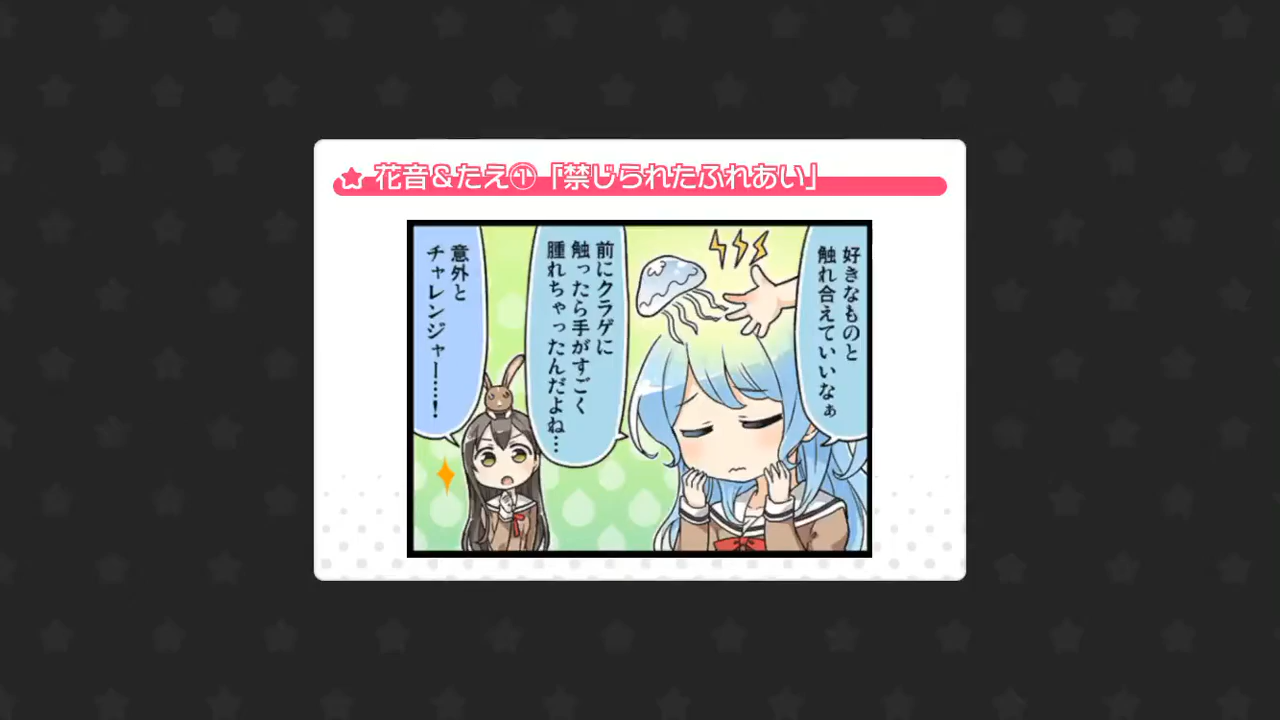 花音&たえ①「禁じられたふれあい」
好きなものと
触れ合えていいなぁ
前にクラゲに
触ったら手がすごく
腫れちゃったんだよね…
意外と
チャレンジャー……！